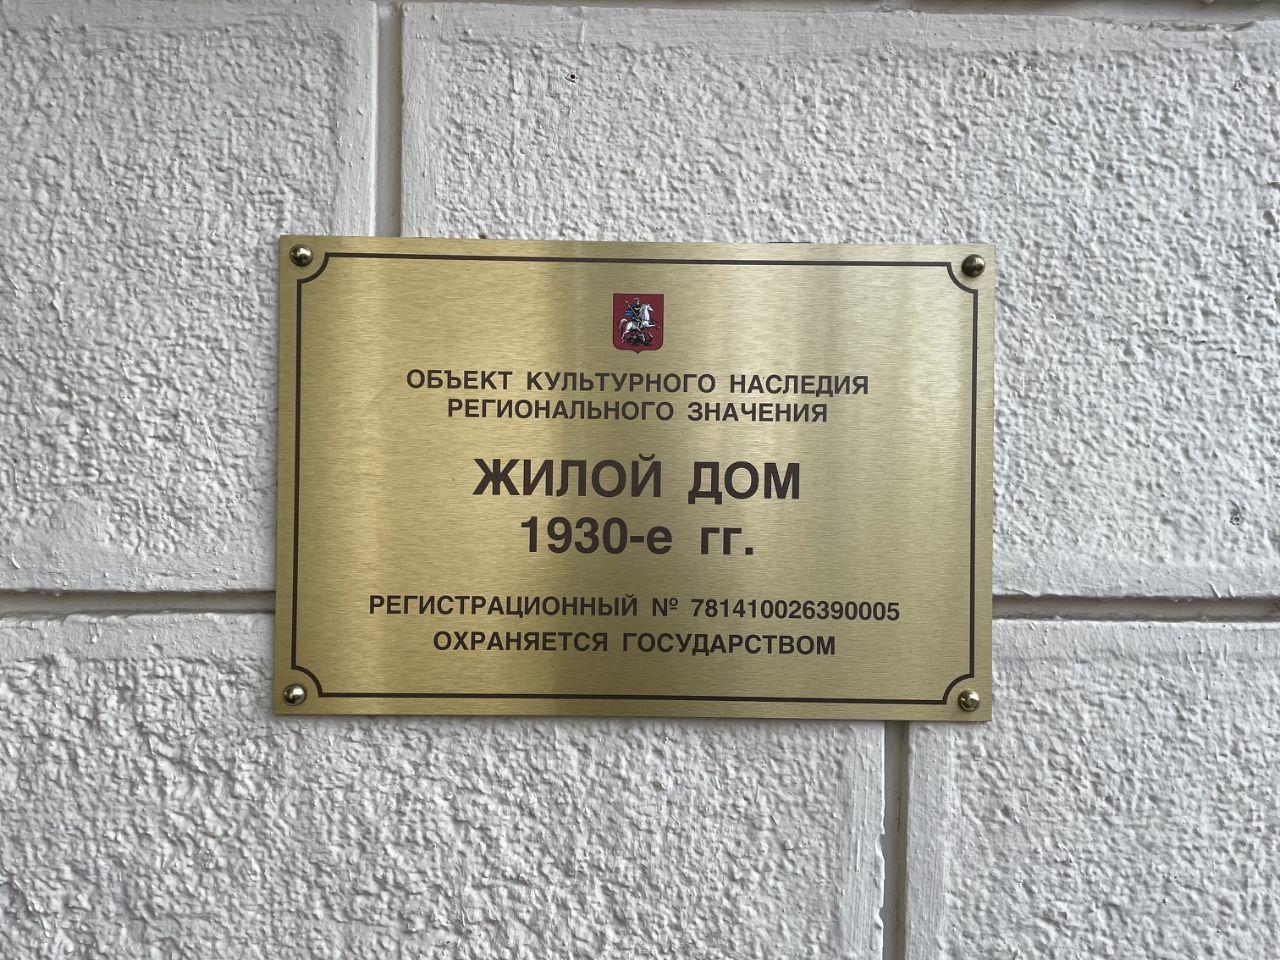 ОБЪЕКТ КУЛЬТУРНОГО НАСЛЕДИЯ
РЕГИОНАЛЬНОГО ЗНАЧЕНИЯ
ЖИЛОЙ ДОМ
1930-е гг.
РЕГИСТРАЦИОННЫЙ № 781410026390005
ОХРАНЯЕТСЯ ГОСУДАРСТВОМ